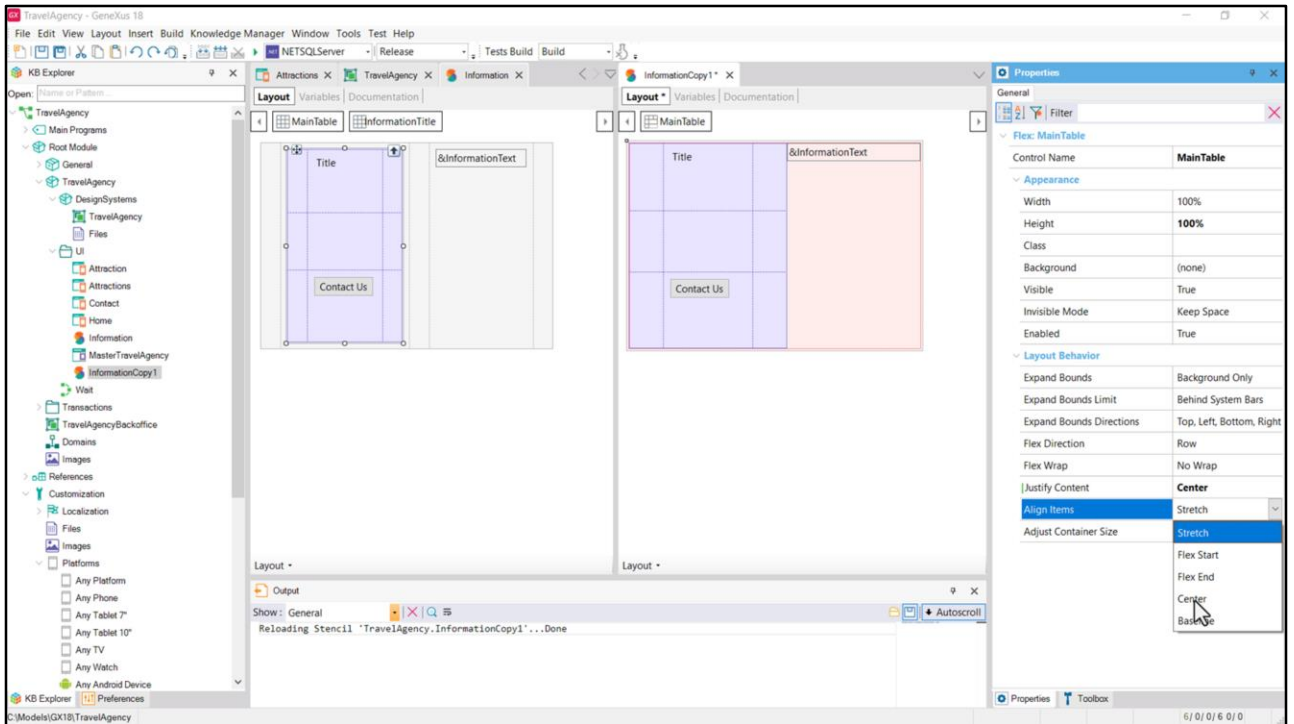 GX TravelAgency - GeneXus 18
File Edit View Layout Insert Build Knowledge Manager Window Tools Test Help
NETSQLServer Release Tests Build Build
KB Explorer
Open: Name or Pattern...
TravelAgency
Main Programs
Root Module
General
TravelAgency
DesignSystems
TravelAgency
Files
UI
Attraction
Attractions
Contact
Home
Information
MasterTravelAgency
InformationCopy1
Wait
Transactions
TravelAgencyBackoffice
Domains
Images
References
Customization
Localization
Files
Images
Platforms
Any Platform
Any Phone
Any Tablet 7"
Any Tablet 10"
Any TV
Any Watch
Any Android Device
KB Explorer Preferences
Attractions TravelAgency Information
Layout Variables Documentation
MainTable InformationTitle
Title
&InformationText
Contact Us
Layout
InformationCopy1*
Layout * Variables Documentation
MainTable
Title
&InformationText
Contact Us
Layout
Output
Show: General Autoscroll
Reloading Stencil 'TravelAgency.InformationCopy1'...Done
Properties
General
Filter
Flex: MainTable
Control Name MainTable
Appearance
Width 100%
Height 100%
Class
Background (none)
Visible True
Invisible Mode Keep Space
Enabled True
Layout Behavior
Expand Bounds Background Only
Expand Bounds Limit Behind System Bars
Expand Bounds Directions Top, Left, Bottom, Right
Flex Direction Row
Flex Wrap No Wrap
Justify Content Center
Align Items Stretch
Adjust Container Size
Stretch
Flex Start
Flex End
Center
Properties Toolbox
C:\Models\GX18\TravelAgency
6/ 0/ 0/ 6 0/ 0